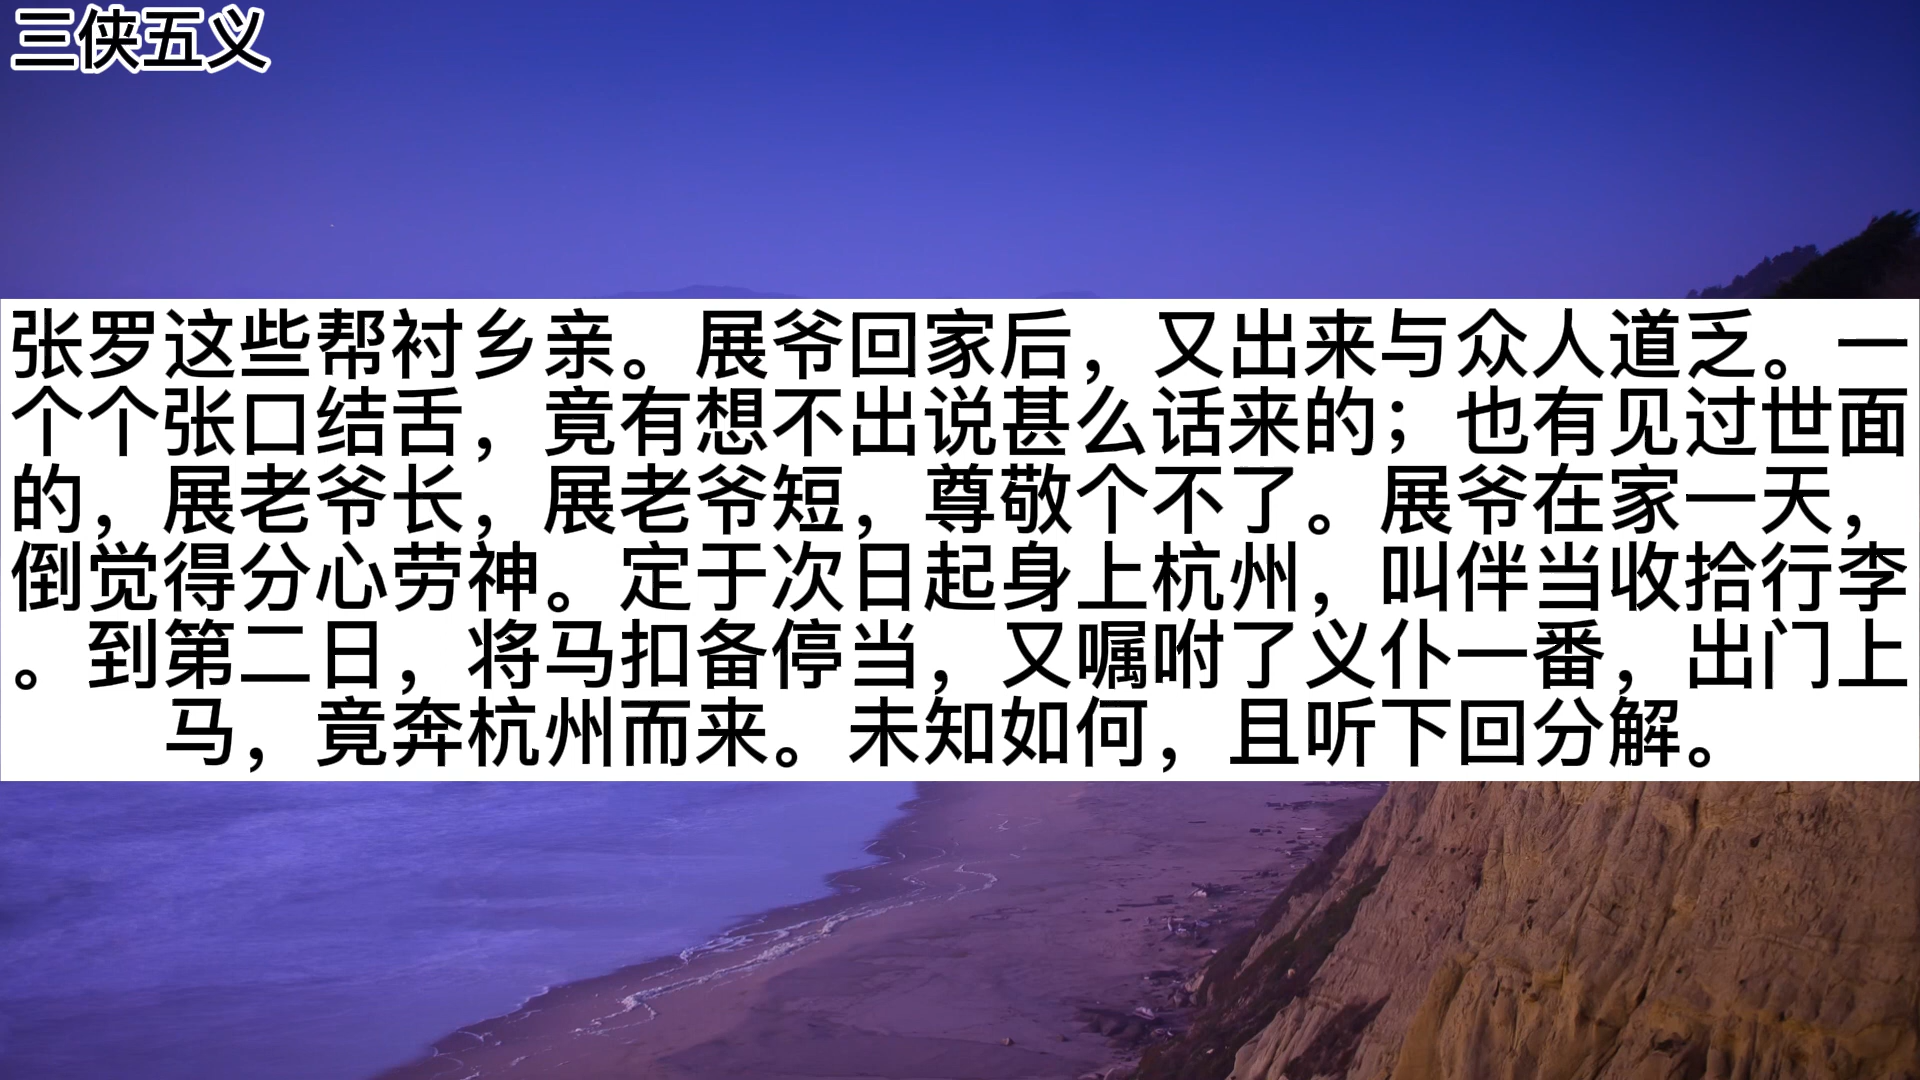 三侠五义
张罗这些帮衬乡亲。展爷回家后，又出来与众人道乏。一
个个张口结舌，竟有想不出说甚么话来的；也有见过世面
的，展老爷长，展老爷短，尊敬个不了。展爷在家一天，
倒觉得分心劳神。定于次日起身上杭州，叫伴当收拾行李
。到第二日，将马扣备停当，又嘱咐了义仆一番，出门上
马，竟奔杭州而来。未知如何，且听下回分解。